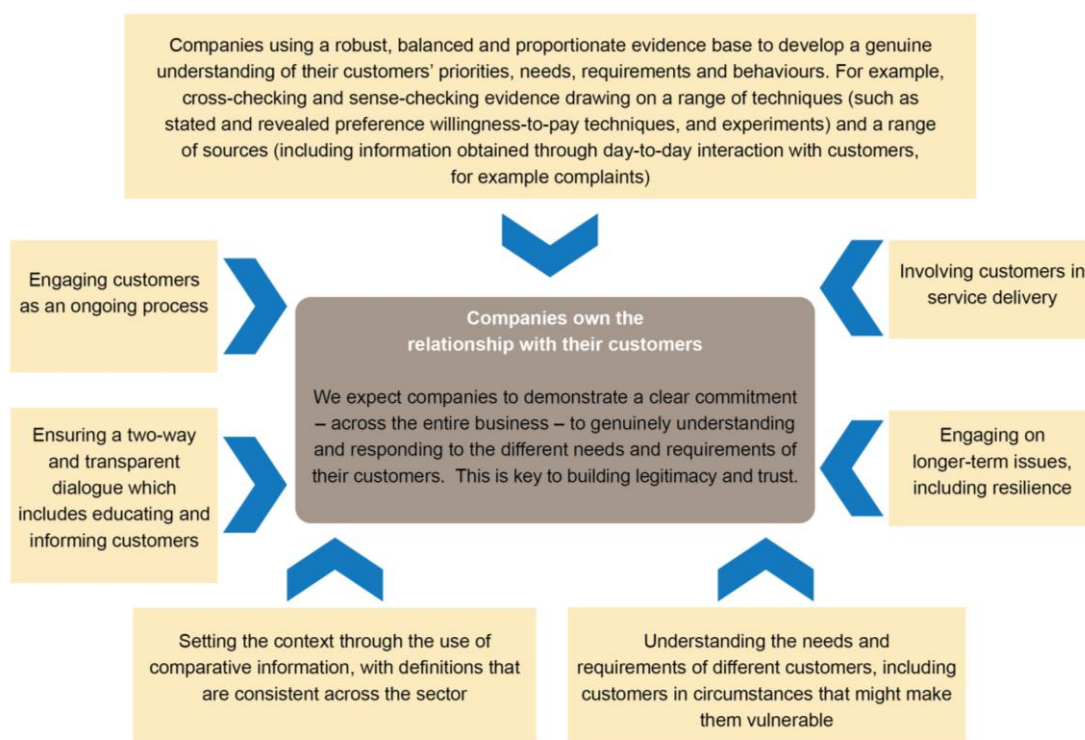 Companies using a robust, balanced and proportionate evidence base to develop a genuine
understanding of their customers’ priorities, needs, requirements and behaviours. For example,
cross-checking and sense-checking evidence drawing on a range of techniques (such as
stated and revealed preference willingness-to-pay techniques, and experiments) and a range
of sources (including information obtained through day-to-day interaction with customers,
for example complaints)
Engaging customers
as an ongoing process
Involving customers in
service delivery
Companies own the
relationship with their customers
We expect companies to demonstrate a clear commitment
– across the entire business – to genuinely understanding
and responding to the different needs and requirements of
their customers.  This is key to building legitimacy and trust.
Ensuring a two-way
and transparent
dialogue which
includes educating and
informing customers
Engaging on
longer-term issues,
including resilience
Setting the context through the use of
comparative information, with definitions that
are consistent across the sector
Understanding the needs and
requirements of different customers, including
customers in circumstances that might make
them vulnerable